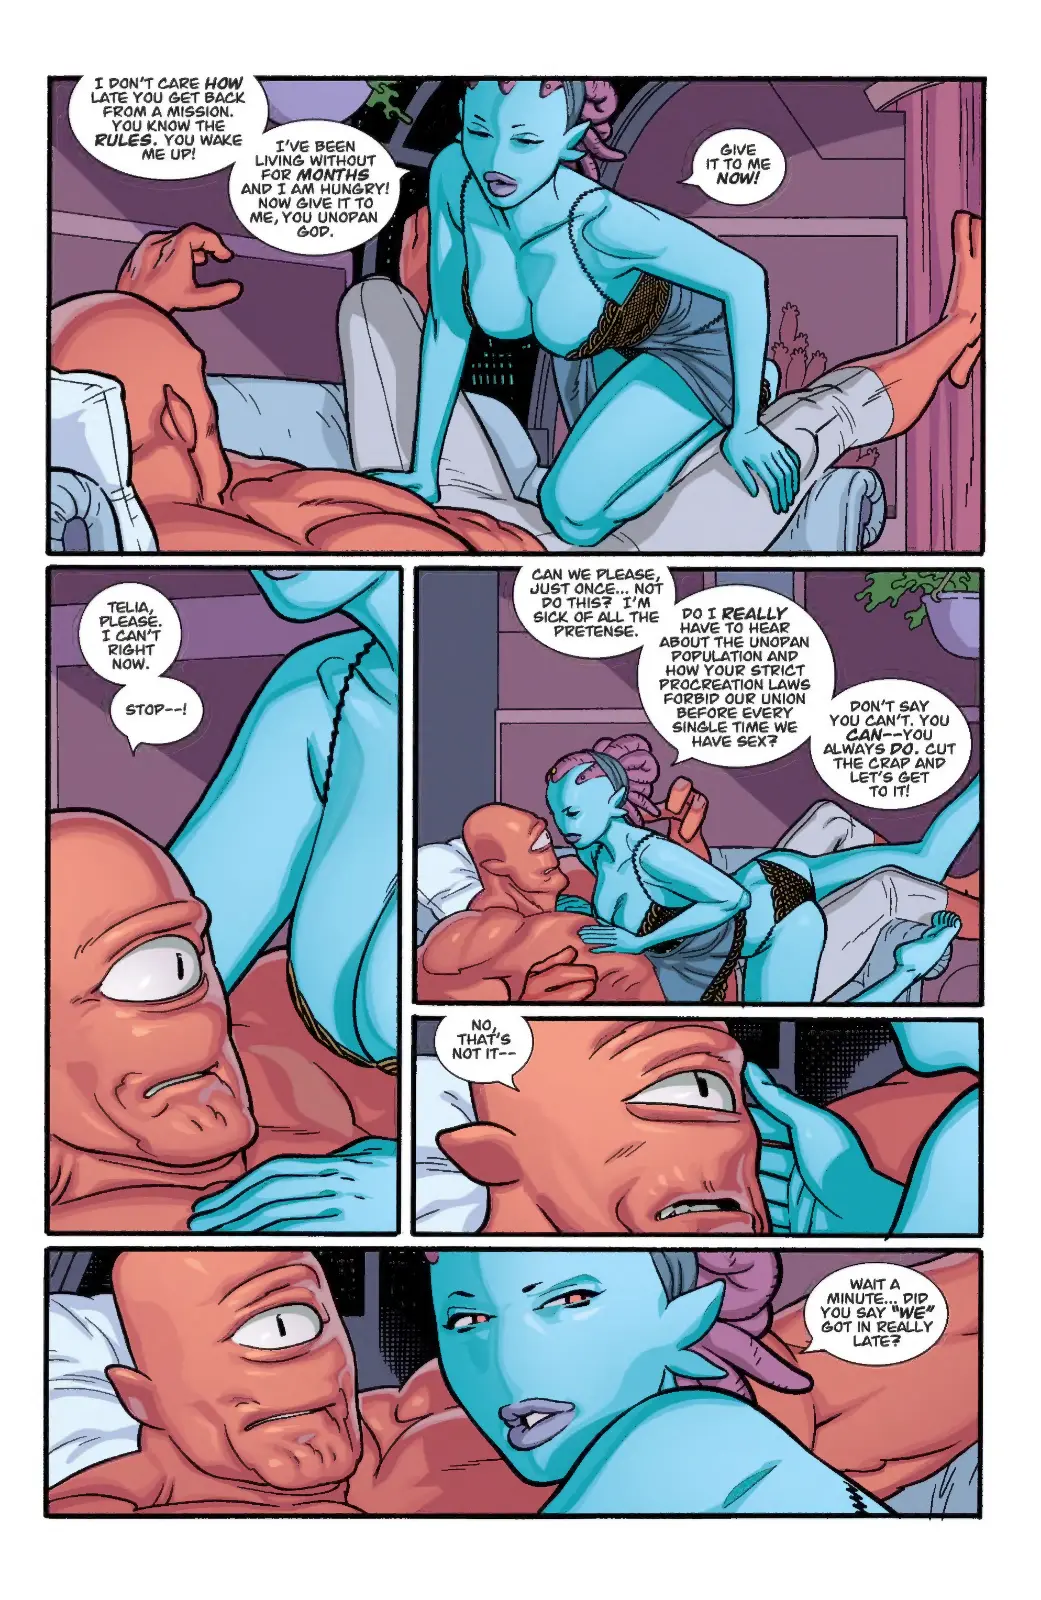 I DON'T CARE HOW
LATE YOU GET BACK
FROM A MISSION.
YOU KNOW THE
RULES. YOU WAKE
ME UP!
I'VE BEEN
LIVING WITHOUT
FOR MONTHS
AND I AM HUNGRY!
NOW GIVE IT TO
ME, YOU UNOPAN
GOD.
GIVE
IT TO ME
NOW!
TELIA,
PLEASE.
I CAN'T
RIGHT
NOW.
STOP--!
CAN WE PLEASE,
JUST ONCE... NOT
DO THIS? I'M
SICK OF ALL THE
PRETENSE.
DO I REALLY
HAVE TO HEAR
ABOUT THE UNOPAN
POPULATION AND
HOW YOUR STRICT
PROCREATION LAWS
FORBID OUR UNION
BEFORE EVERY
SINGLE TIME WE
HAVE SEX?
DON'T SAY
YOU CAN'T. YOU
CAN--YOU
ALWAYS DO. CUT
THE CRAP AND
LET'S GET
TO IT!
NO,
THAT'S
NOT IT--
WAIT A
MINUTE... DID
YOU SAY "WE"
GOT IN REALLY
LATE?